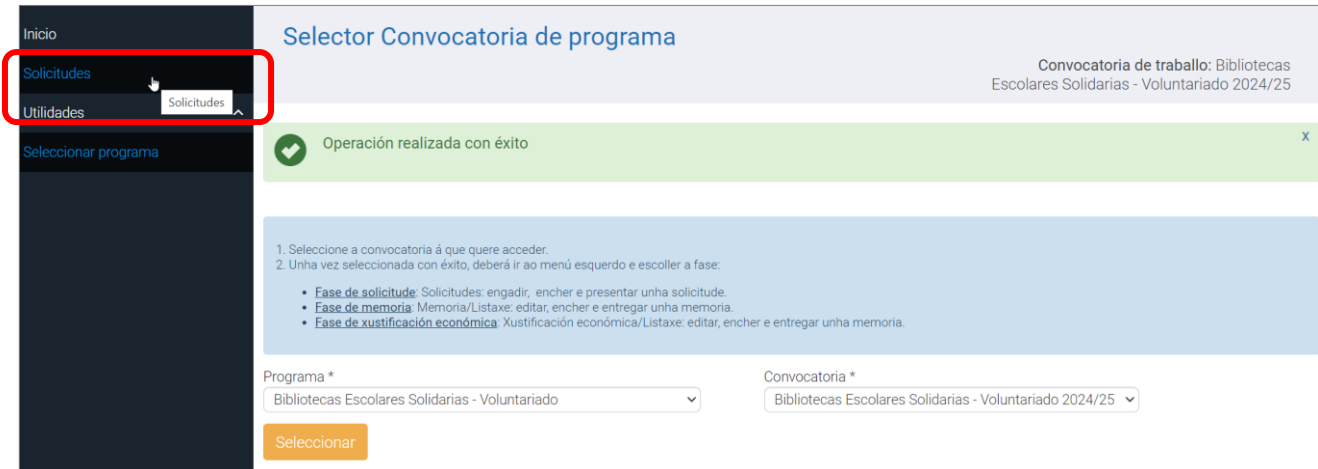 Inicio
Solicitudes
Solicitudes
Utilidades
Seleccionar programa
Selector Convocatoria de programa
Convocatoria de traballo: Bibliotecas
Escolares Solidarias - Voluntariado 2024/25
Operación realizada con éxito
x
1. Seleccione a convocatoria á que quere acceder.
2. Unha vez seleccionada con éxito, deberá ir ao menú esquerdo e escoller a fase:
• Fase de solicitude: Solicitudes: engadir, encher e presentar unha solicitude.
• Fase de memoria: Memoria/Listaxe: editar, encher e entregar unha memoria.
• Fase de xustificación económica: Xustificación económica/Listaxe: editar, encher e entregar unha memoria.
Programa *
Bibliotecas Escolares Solidarias - Voluntariado
Convocatoria *
Bibliotecas Escolares Solidarias - Voluntariado 2024/25
Seleccionar